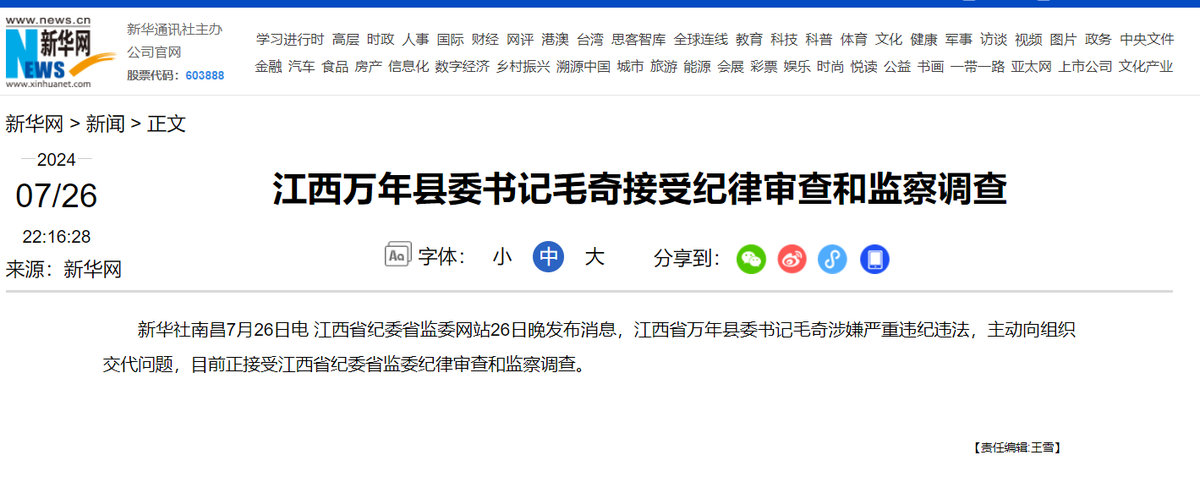 www.news.cn
新华网
NEWS
www.xinhuanet.com
新华通讯社主办
公司官网
股票代码：603888
学习进行时 高层 时政 人事 国际 财经 网评 港澳 台湾 思客智库 全球连线 教育 科技 科普 体育 文化 健康 军事 访谈 视频 图片 政务 中央文件
金融 汽车 食品 房产 信息化 数字经济 乡村振兴 溯源中国 城市 旅游 能源 会展 彩票 娱乐 时尚 悦读 公益 书画 一带一路 亚太网 上市公司 文化产业
新华网 > 新闻 > 正文
2024
07/26
22:16:28
来源：新华网
江西万年县委书记毛奇接受纪律审查和监察调查
Aa 字体： 小 中 大 分享到：
新华社南昌7月26日电 江西省纪委省监委网站26日晚发布消息，江西省万年县委书记毛奇涉嫌严重违纪违法，主动向组织
交代问题，目前正接受江西省纪委省监委纪律审查和监察调查。
【责任编辑:王雪】